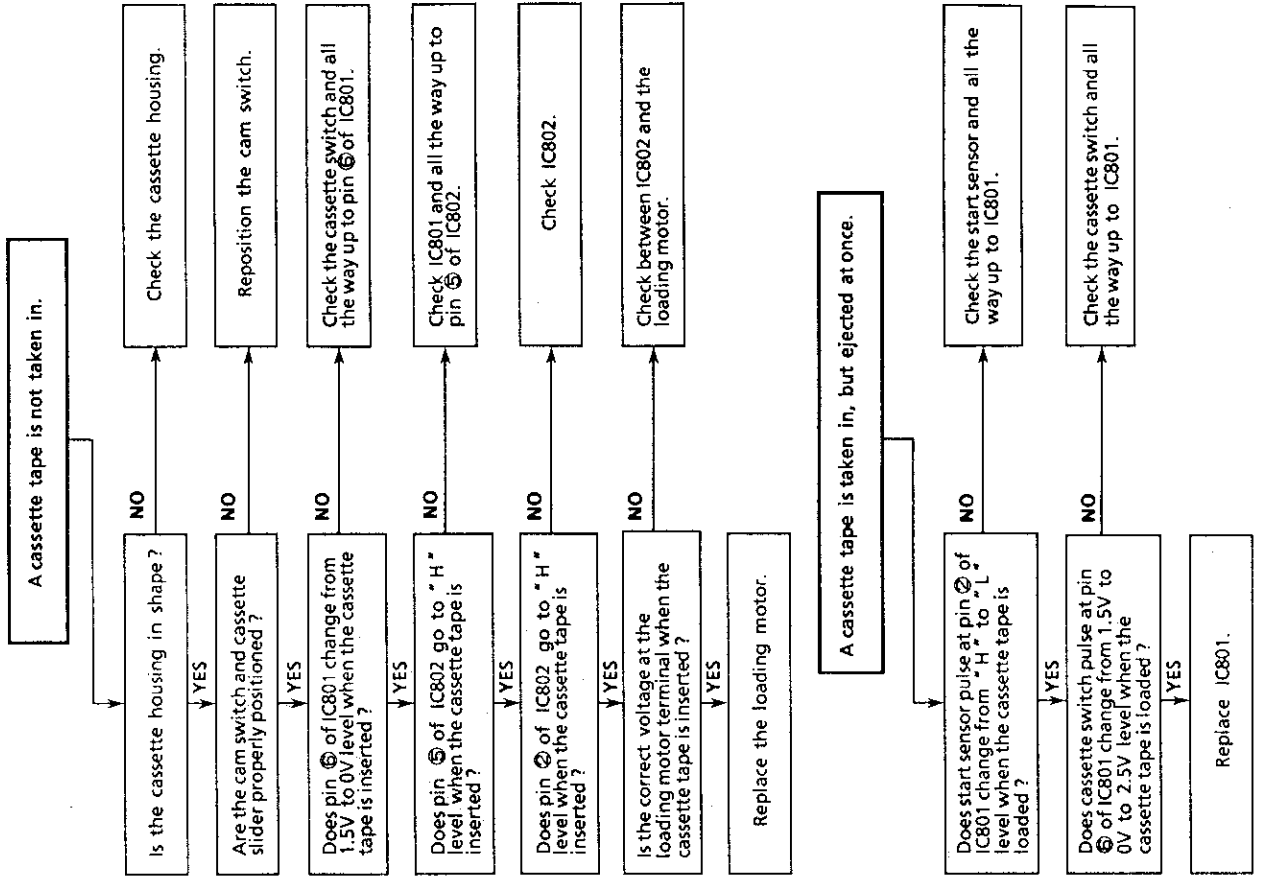 A cassette tape is not taken in.
Is the cassette housing in shape ?
NO
Check the cassette housing.
YES
Are the cam switch and cassette
slider properly positioned ?
NO
Reposition the cam switch.
YES
Does pin ⑥ of IC801 change from
1.5V to 0V level when the cassette
tape is inserted ?
NO
Check the cassette switch and all
the way up to pin ⑥ of IC801.
YES
Does pin ⑤ of IC802 go to "H"
level when the cassette tape is
inserted ?
NO
Check IC801 and all the way up to
pin ⑤ of IC802.
YES
Does pin ② of IC802 go to "H"
level when the cassette tape is
inserted ?
NO
Check IC802.
YES
Is the correct voltage at the
loading motor terminal when the
cassette tape is inserted ?
NO
Check between IC802 and the
loading motor.
YES
Replace the loading motor.
A cassette tape is taken in, but ejected at once.
Does start sensor pulse at pin ② of
IC801 change from "H" to "L"
level when the cassette tape is
loaded ?
NO
Check the start sensor and all the
way up to IC801.
YES
Does cassette switch pulse at pin
⑥ of IC801 change from 1.5V to
0V to 2.5V level when the
cassette tape is loaded ?
NO
Check the cassette switch and all
the way up to IC801.
YES
Replace IC801.